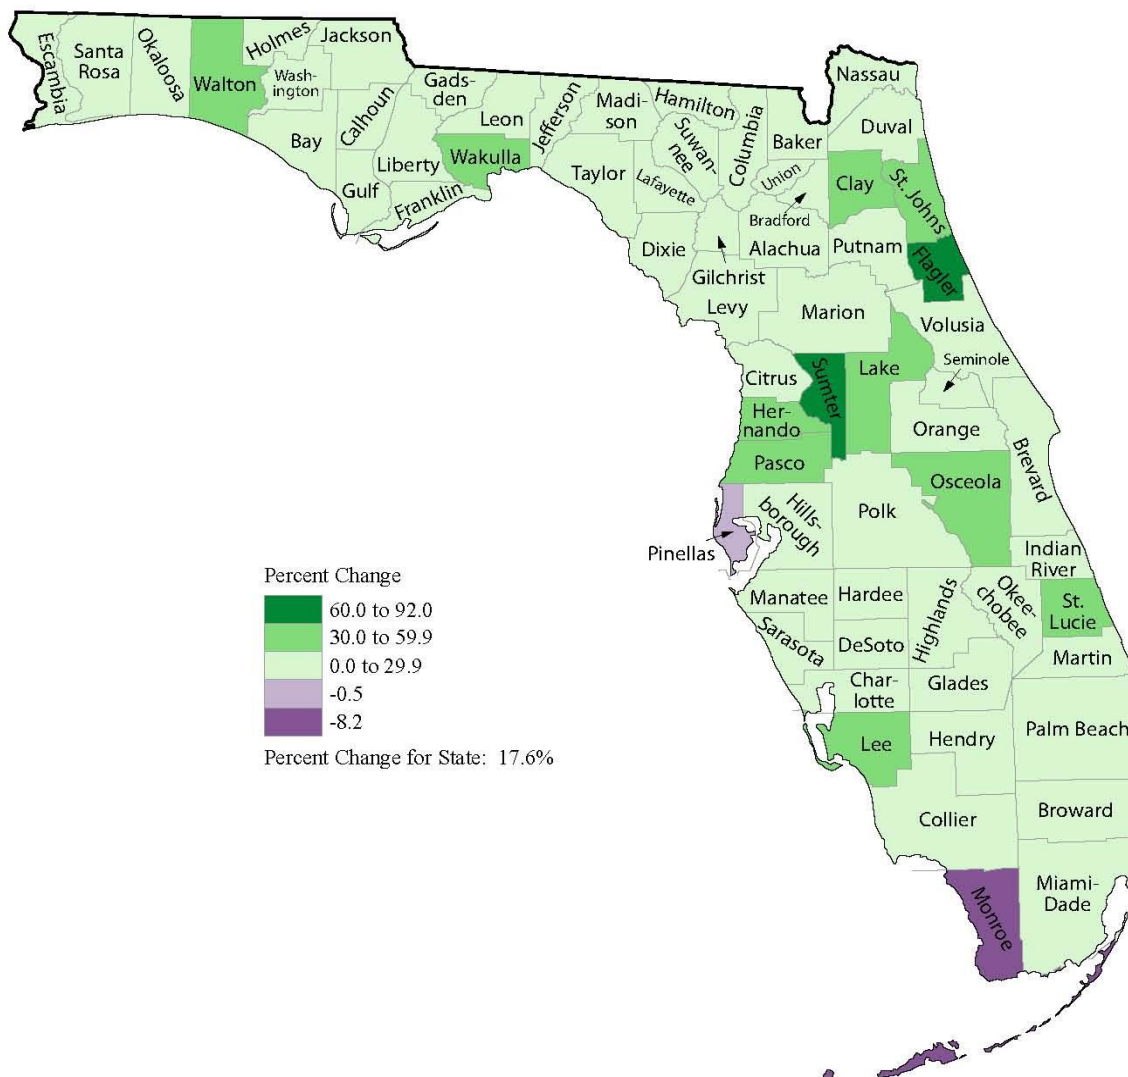 Escambia
Santa
Rosa
Okaloosa
Walton
Holmes
Jackson
Wash-
ington
Bay
Calhoun
Gulf
Liberty
Gads-
den
Franklin
Leon
Wakulla
Jefferson
Madi-
son
Taylor
Hamilton
Suwan-
nee
Lafayette
Columbia
Dixie
Baker
Union
Bradford
Nassau
Duval
Clay
St. Johns
Alachua
Gilchrist
Levy
Putnam
Flagler
Marion
Volusia
Citrus
Sumter
Lake
Seminole
Her-
nando
Orange
Brevard
Pasco
Osceola
Pinellas
Hills-
borough
Polk
Indian
River
Manatee
Hardee
Highlands
Okee-
chobee
St.
Lucie
Sarasota
DeSoto
Martin
Char-
lotte
Glades
Lee
Hendry
Palm Beach
Collier
Broward
Monroe
Miami-
Dade
Percent Change
60.0 to 92.0
30.0 to 59.9
0.0 to 29.9
-0.5
-8.2
Percent Change for State: 17.6%